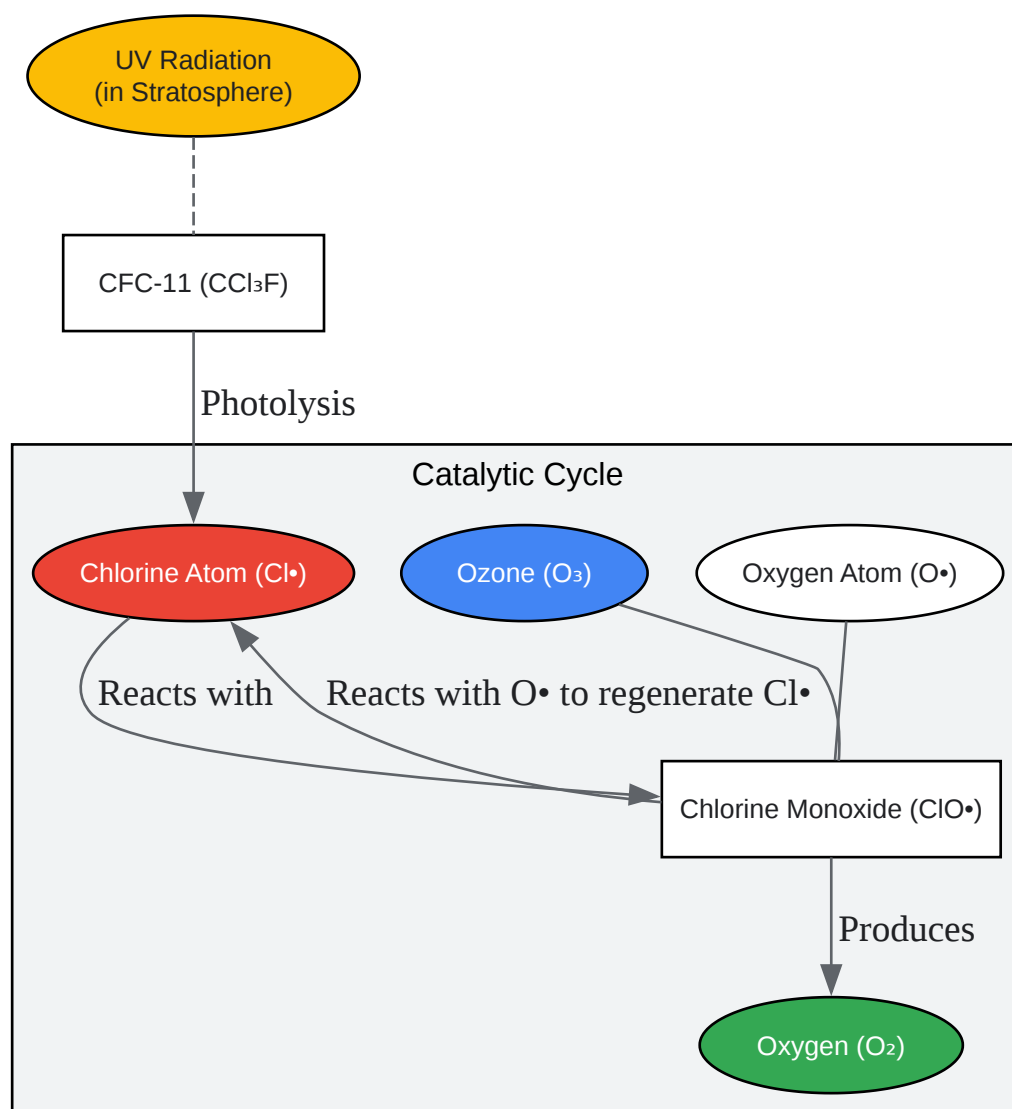 UV Radiation
(in Stratosphere)
CFC-11 (CCl₃F)
Photolysis
Catalytic Cycle
Chlorine Atom (Cl•)
Ozone (O₃)
Oxygen Atom (O•)
Reacts with
Reacts with O• to regenerate Cl•
Chlorine Monoxide (ClO•)
Produces
Oxygen (O₂)